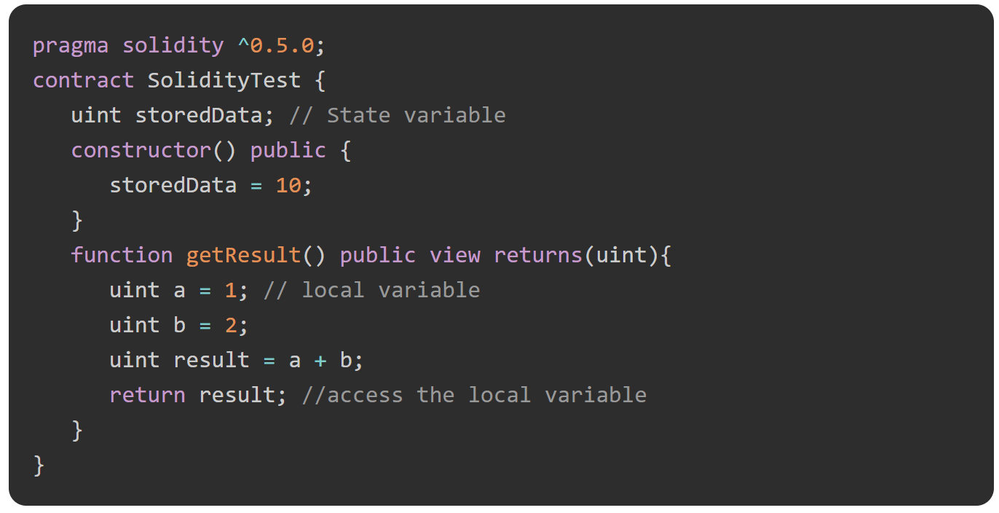 pragma solidity ^0.5.0;
contract SolidityTest {
   uint storedData; // State variable
   constructor() public {
      storedData = 10;
   }
   function getResult() public view returns(uint){
      uint a = 1; // local variable
      uint b = 2;
      uint result = a + b;
      return result; //access the local variable
   }
}